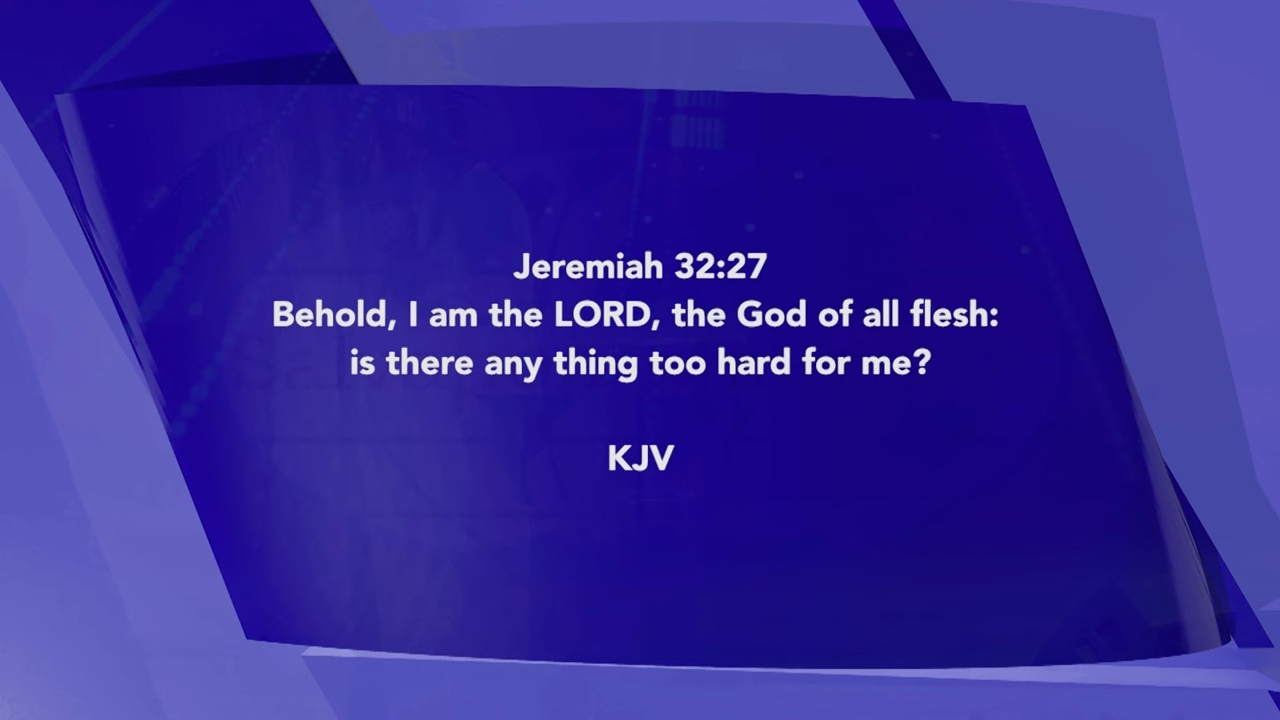 Jeremiah 32:27
Behold, I am the LORD, the God of all flesh:
is there any thing too hard for me?
KJV